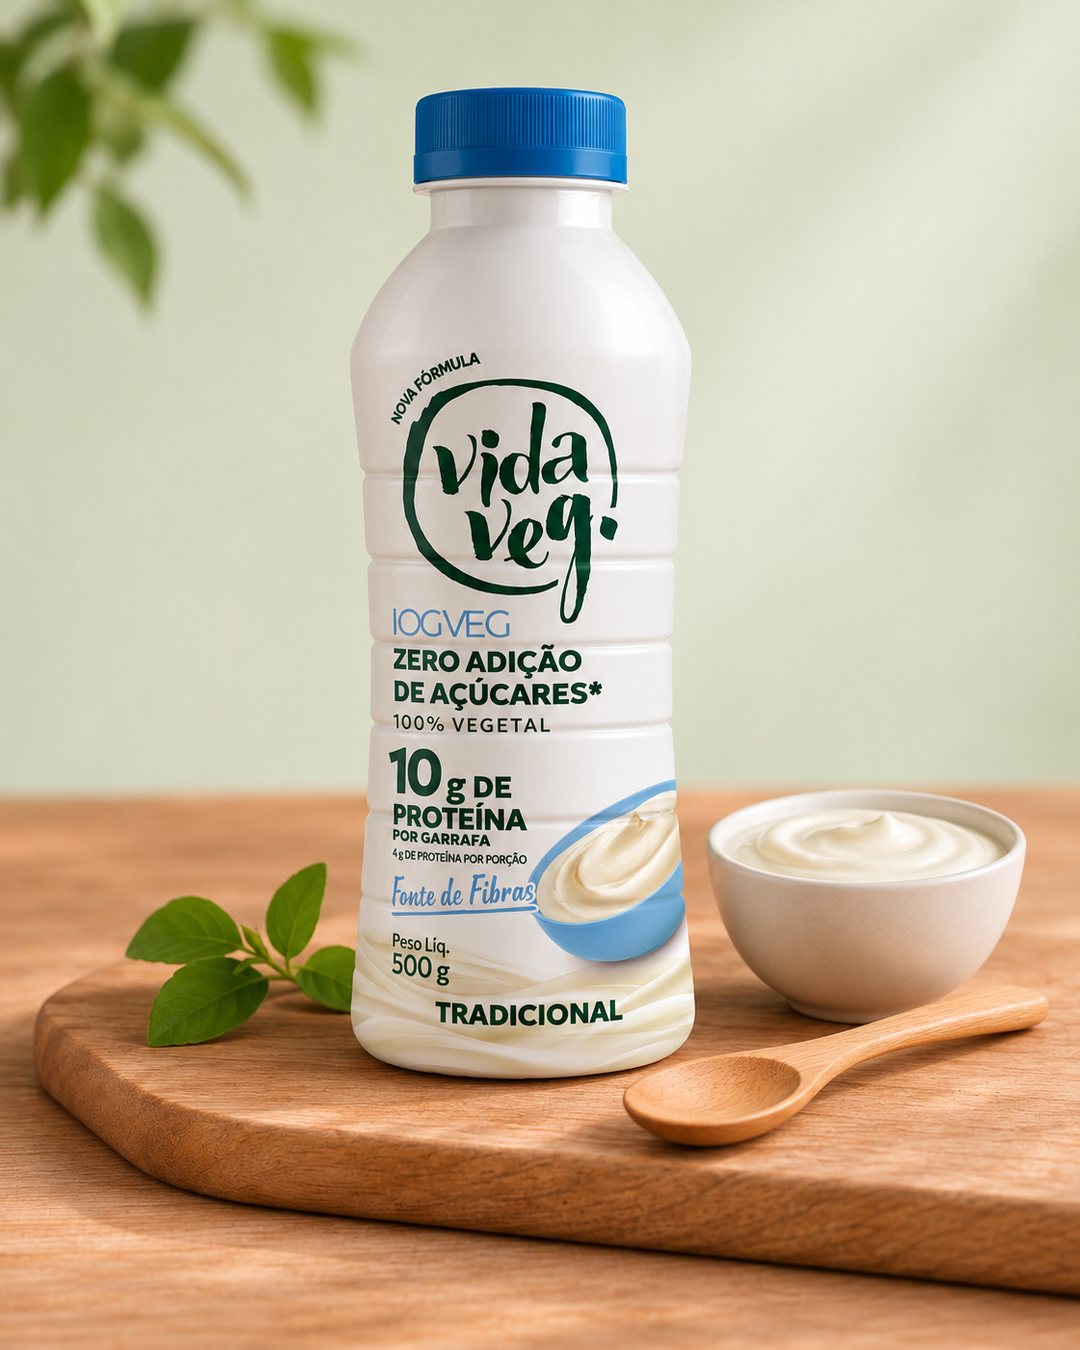 NOVA FÓRMULA
vida
veg.
IOGVEG
ZERO ADIÇÃO
DE AÇÚCARES*
100% VEGETAL
10g DE
PROTEÍNA
POR GARRAFA
4g DE PROTEÍNA POR PORÇÃO
Fonte de Fibras
Peso Líq.
500 g
TRADICIONAL